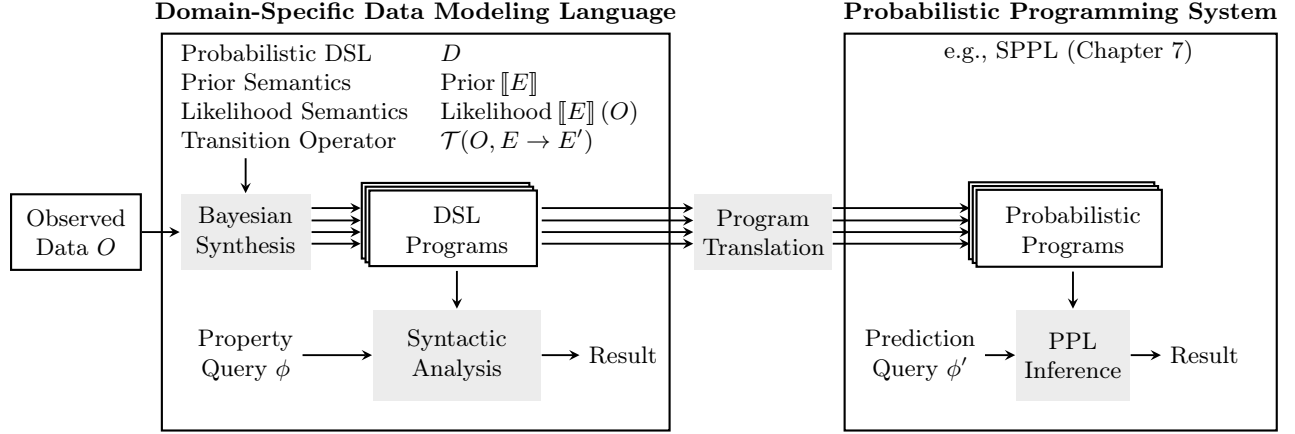 Domain-Specific Data Modeling Language
Probabilistic Programming System
Probabilistic DSL D
Prior Semantics Prior ⟦E⟧
Likelihood Semantics Likelihood ⟦E⟧ (O)
Transition Operator 𝒯(O, E → E′)
e.g., SPPL (Chapter 7)
Observed
Data O
Bayesian
Synthesis
DSL
Programs
Program
Translation
Probabilistic
Programs
Property
Query ϕ
Syntactic
Analysis
Result
Prediction
Query ϕ′
PPL
Inference
Result